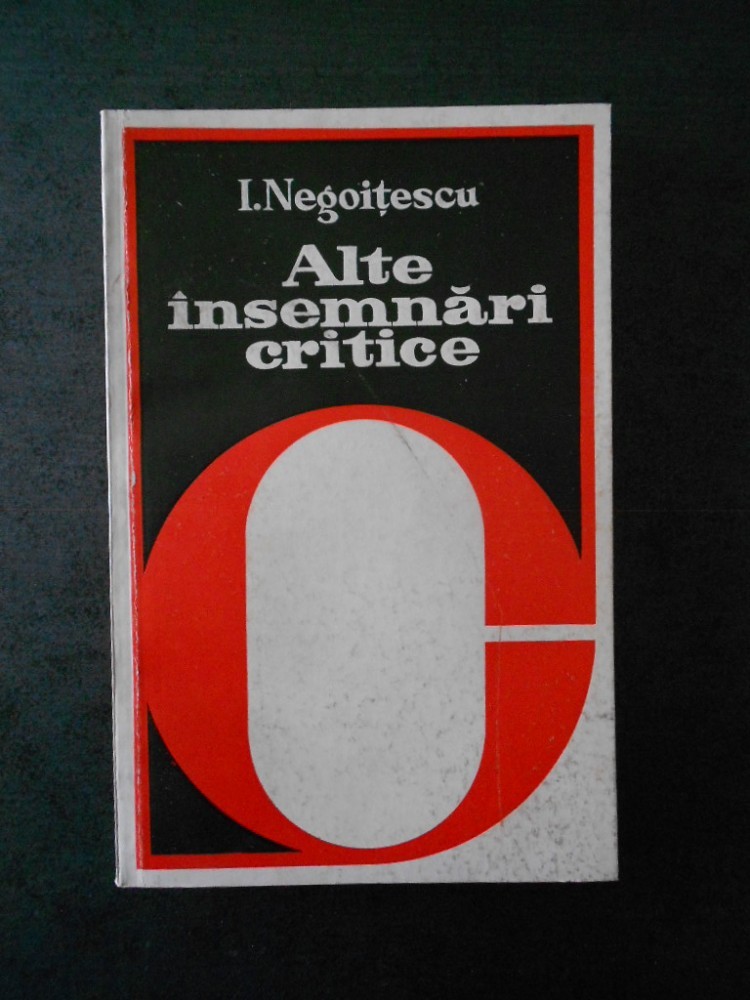 I.Negoițescu
Alte
însemnări
critice